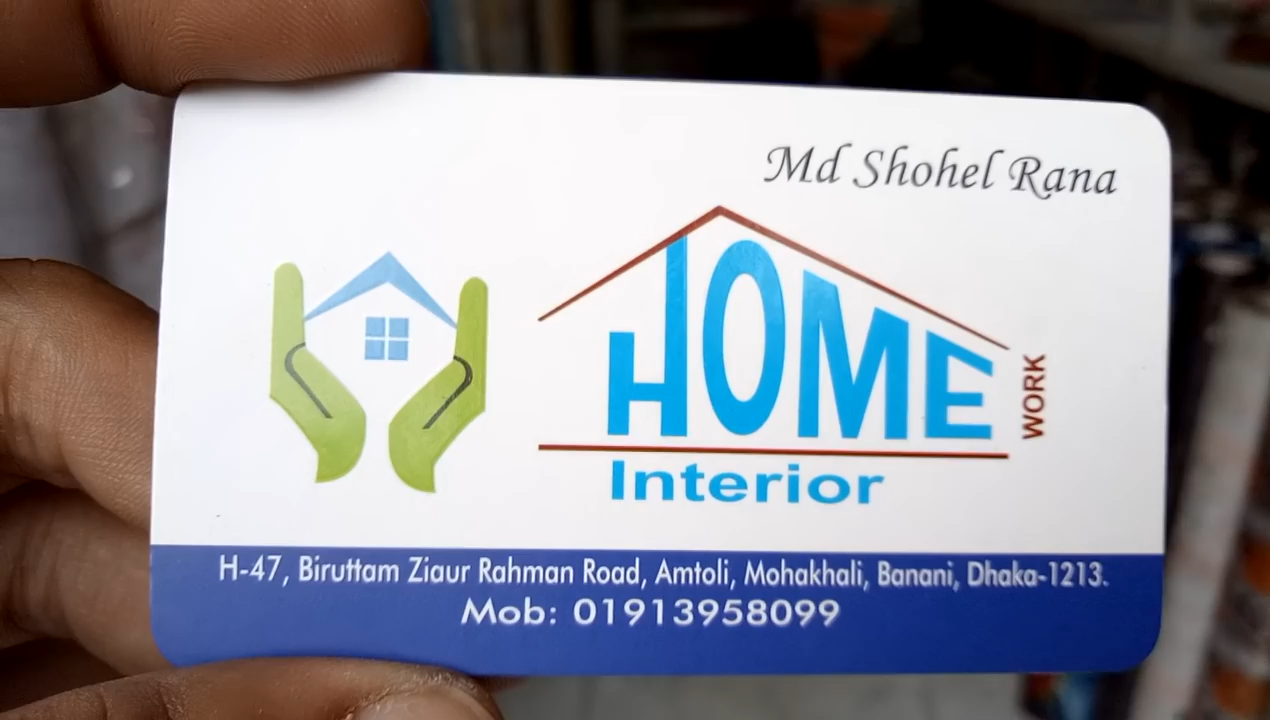 Md Shohel Rana
HOME
WORK
Interior
H-47, Biruttam Ziaur Rahman Road, Amtoli, Mohakhali, Banani, Dhaka-1213.
Mob: 01913958099